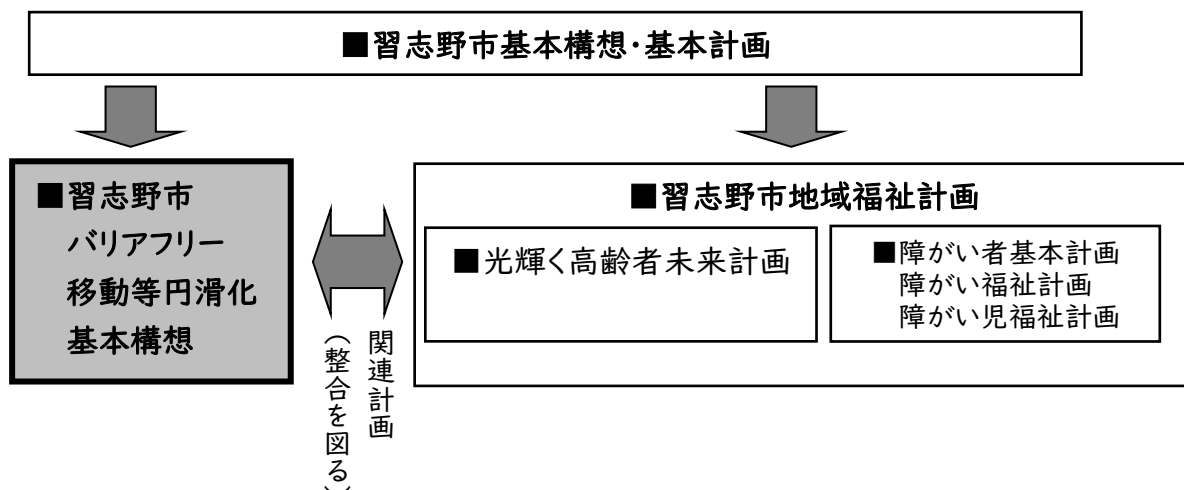 ■習志野市基本構想・基本計画
■習志野市
バリアフリー
移動等円滑化
基本構想
関連計画
（整合を図る）
■習志野市地域福祉計画
■光輝く高齢者未来計画
■障がい者基本計画
障がい福祉計画
障がい児福祉計画